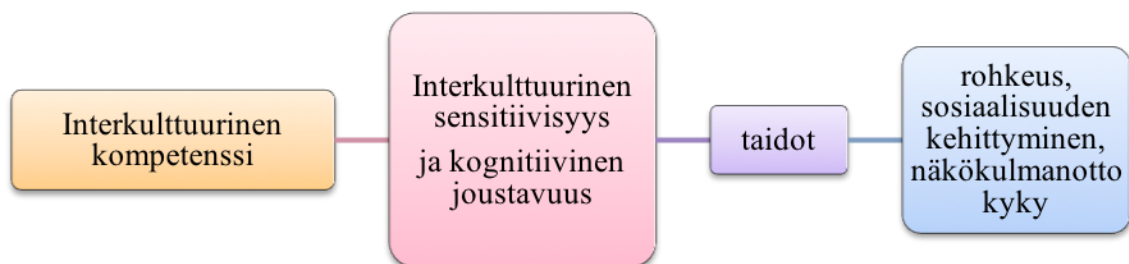 Interkulttuurinen
kompetenssi
Interkulttuurinen
sensitiivisyys
ja kognitiivinen
joustavuus
taidot
rohkeus,
sosiaalisuuden
kehittyminen,
näkökulmanotto
kyky